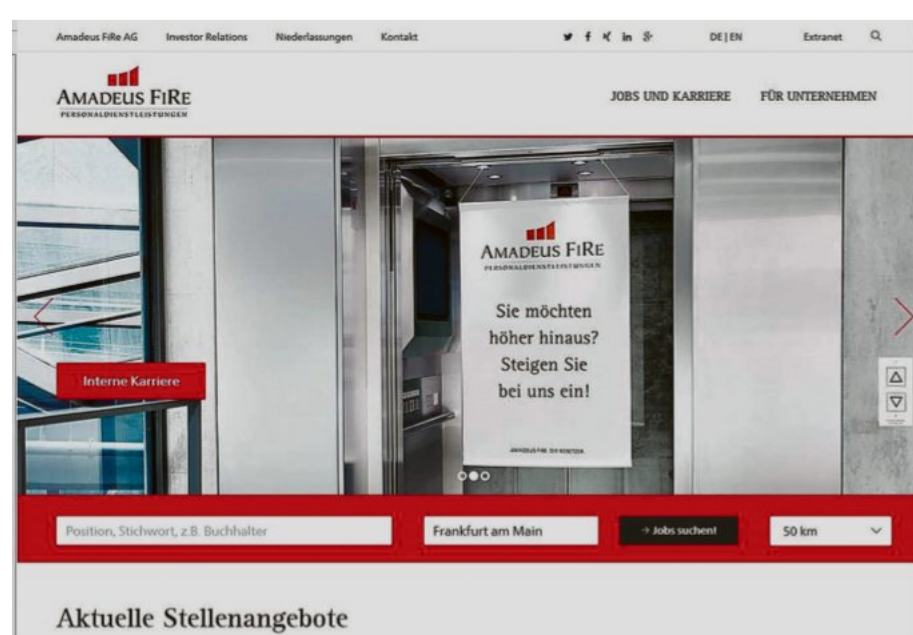 Amadeus FiRe AG Investor Relations Niederlassungen Kontakt DE | EN Extranet
AMADEUS FIRE
PERSONALDIENSTLEISTUNGEN
JOBS UND KARRIERE FÜR UNTERNEHMEN
AMADEUS FIRE
PERSONALDIENSTLEISTUNGEN
Sie möchten
höher hinaus?
Steigen Sie
bei uns ein!
Interne Karriere
Position, Stichwort, z.B. Buchhalter Frankfurt am Main → Jobs suchen! 50 km
Aktuelle Stellenangebote